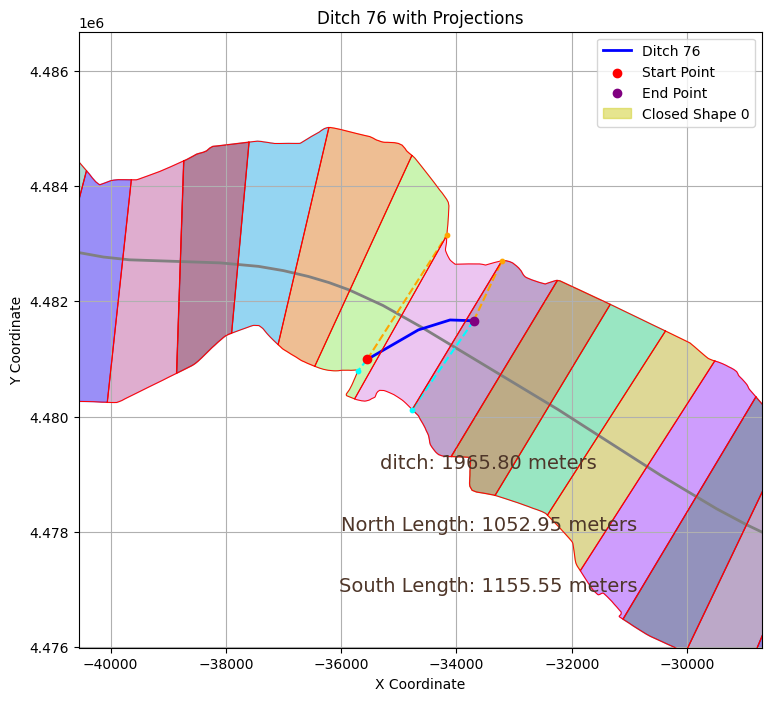 Ditch 76 with Projections
1e6
Ditch 76
Start Point
End Point
Closed Shape 0
4.486
4.484
4.482
4.480
4.478
4.476
Y Coordinate
ditch: 1965.80 meters
North Length: 1052.95 meters
South Length: 1155.55 meters
−40000 −38000 −36000 −34000 −32000 −30000
X Coordinate